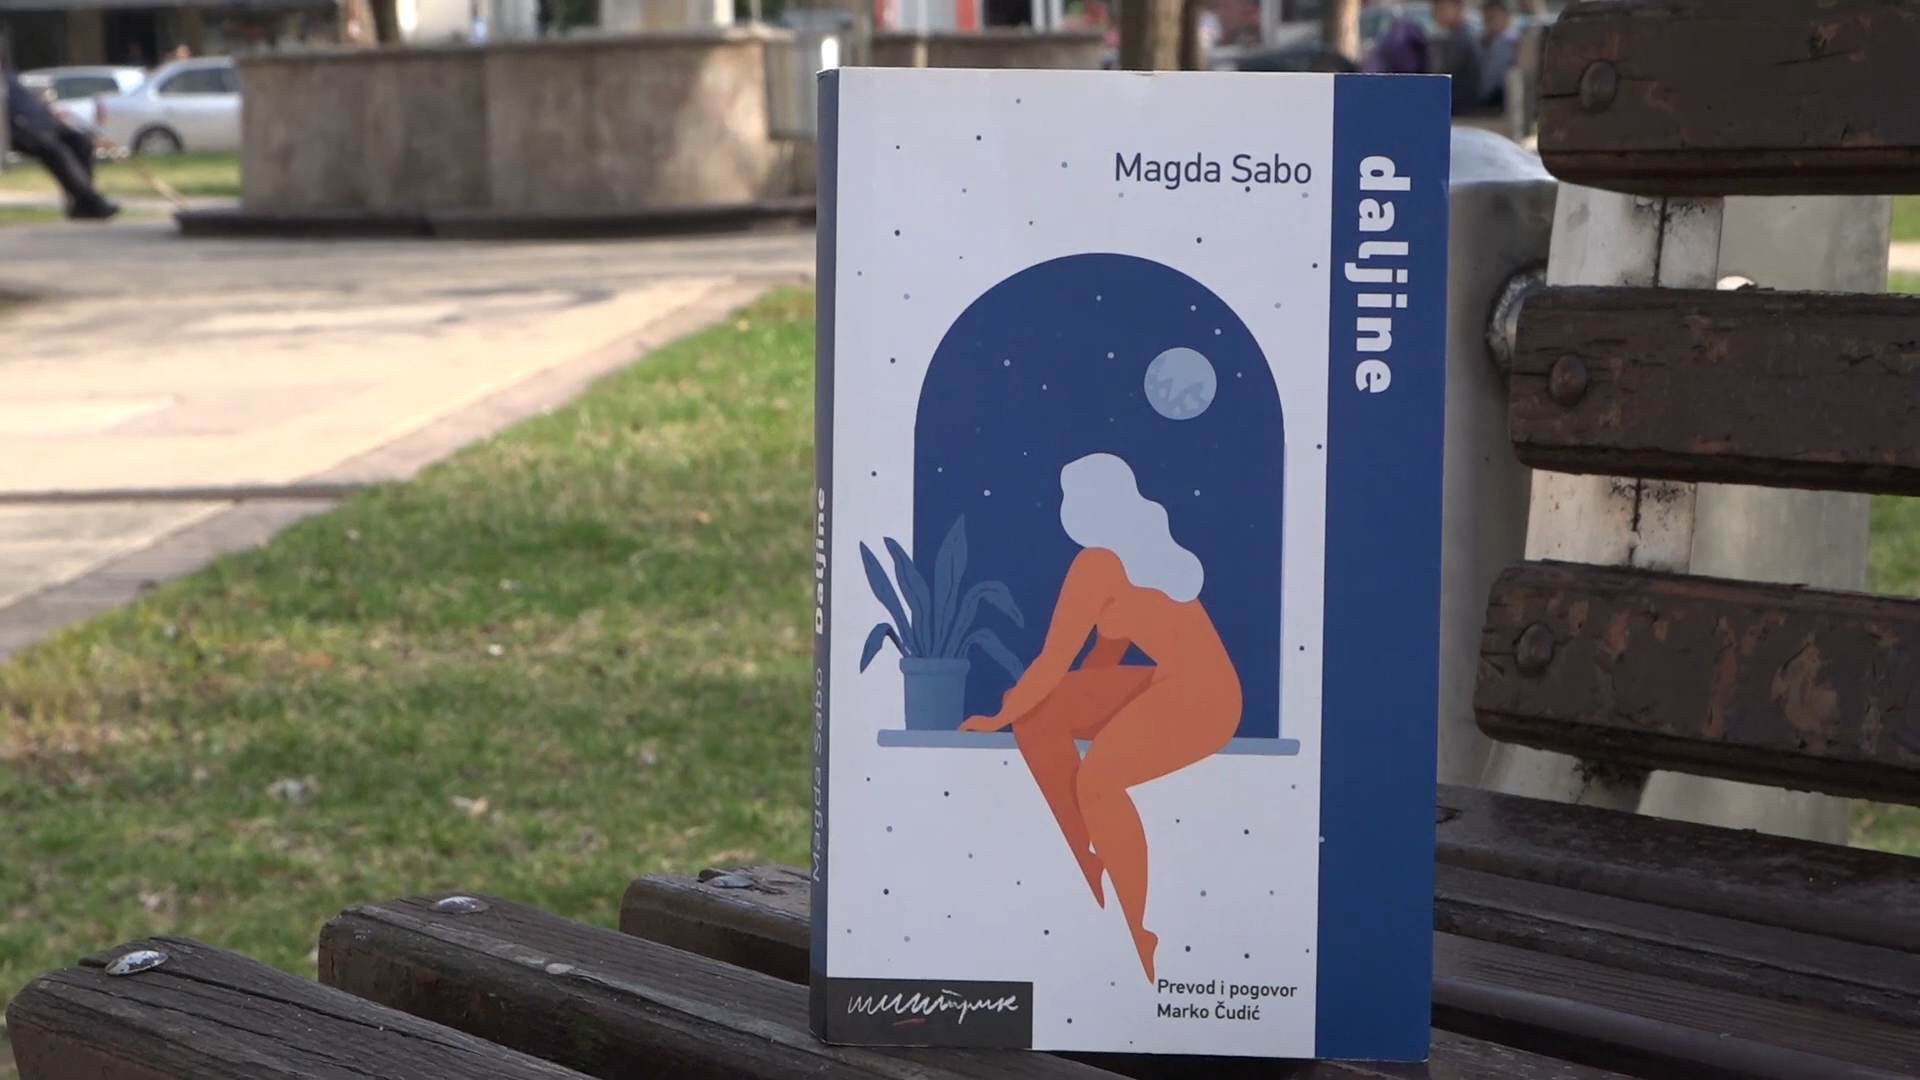 Magda Sabo
daljine
Magda Sabo Daljine
Prevod i pogovor
Marko Čudić